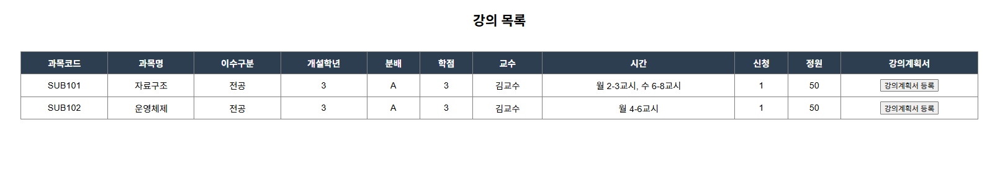 강의 목록
과목코드 과목명 이수구분 개설학년 분배 학점 교수 시간 신청 정원 강의계획서
SUB101 자료구조 전공 3 A 3 김교수 월 2-3교시, 수 6-8교시 1 50 강의계획서 등록
SUB102 운영체제 전공 3 A 3 김교수 월 4-6교시 1 50 강의계획서 등록